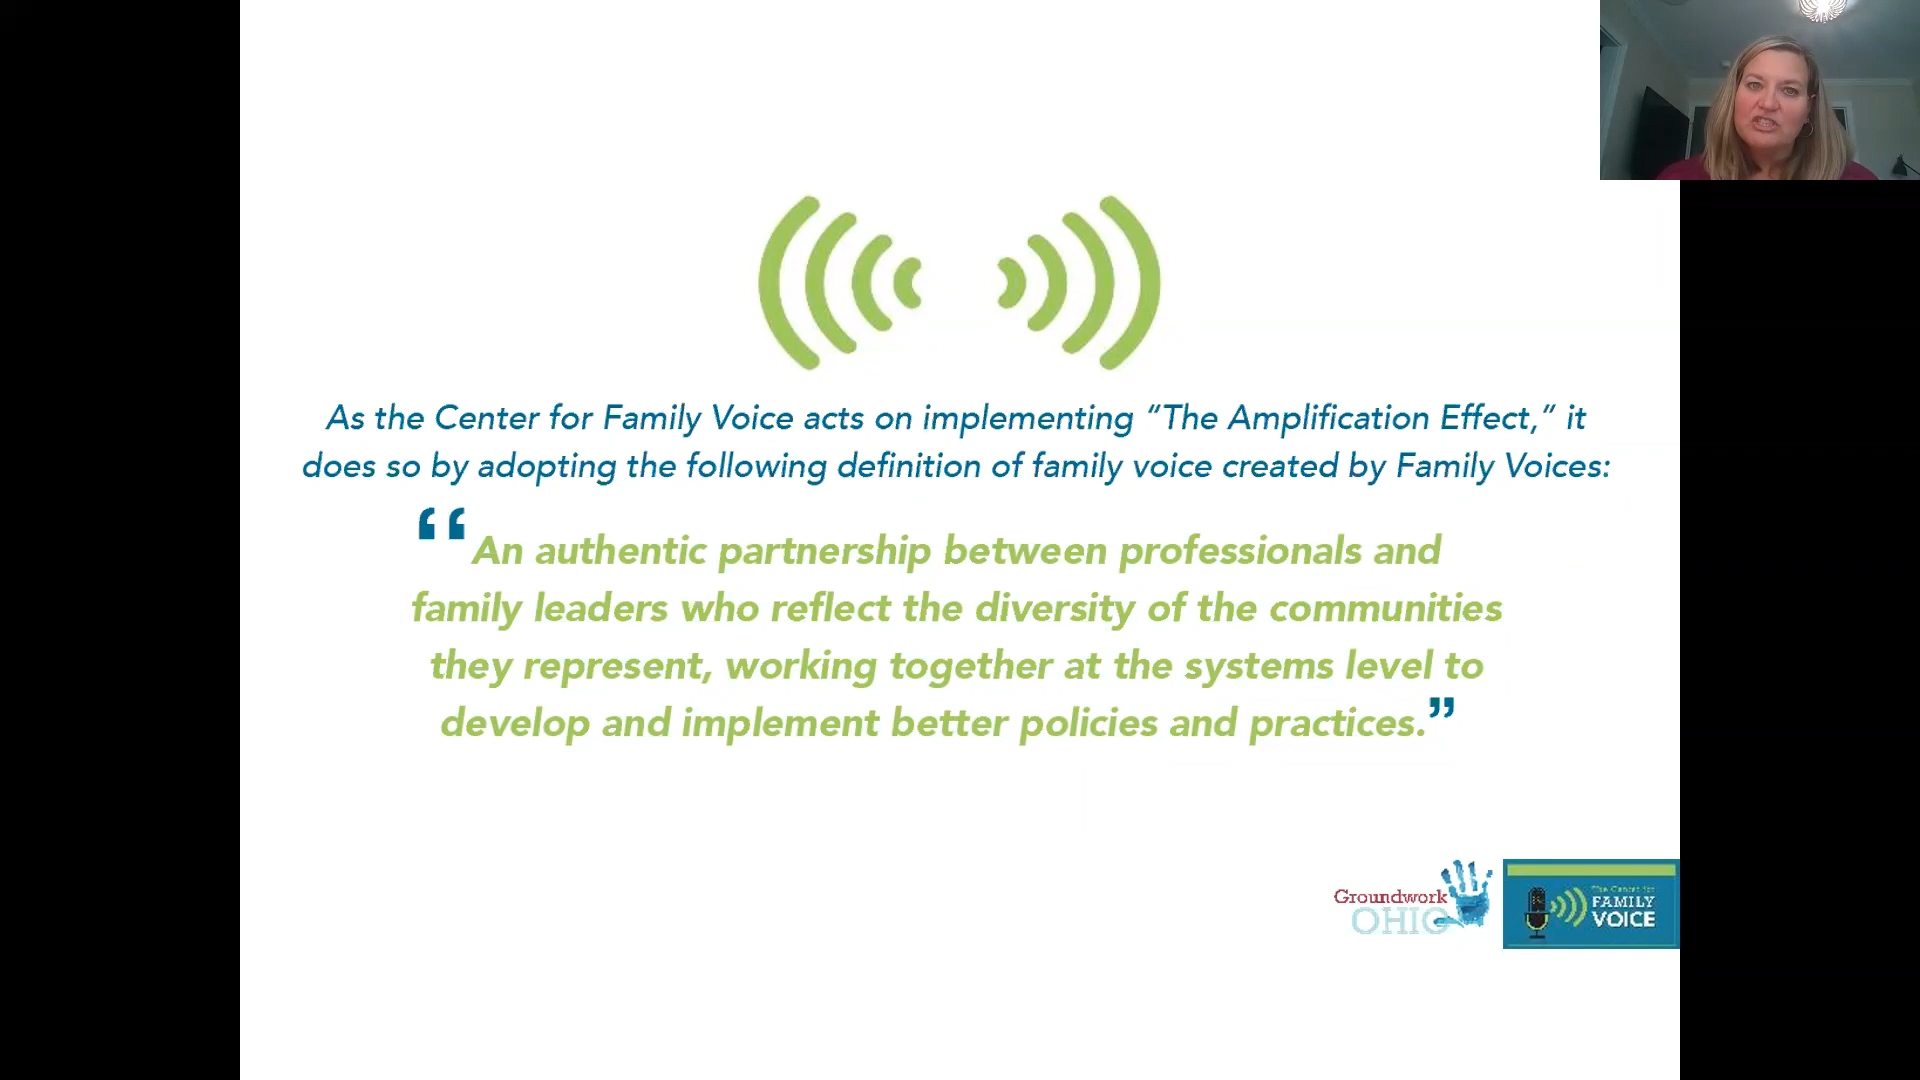 As the Center for Family Voice acts on implementing “The Amplification Effect,” it
does so by adopting the following definition of family voice created by Family Voices:
“An authentic partnership between professionals and
family leaders who reflect the diversity of the communities
they represent, working together at the systems level to
develop and implement better policies and practices.”
Groundwork
OHIO
The Center for
FAMILY
VOICE